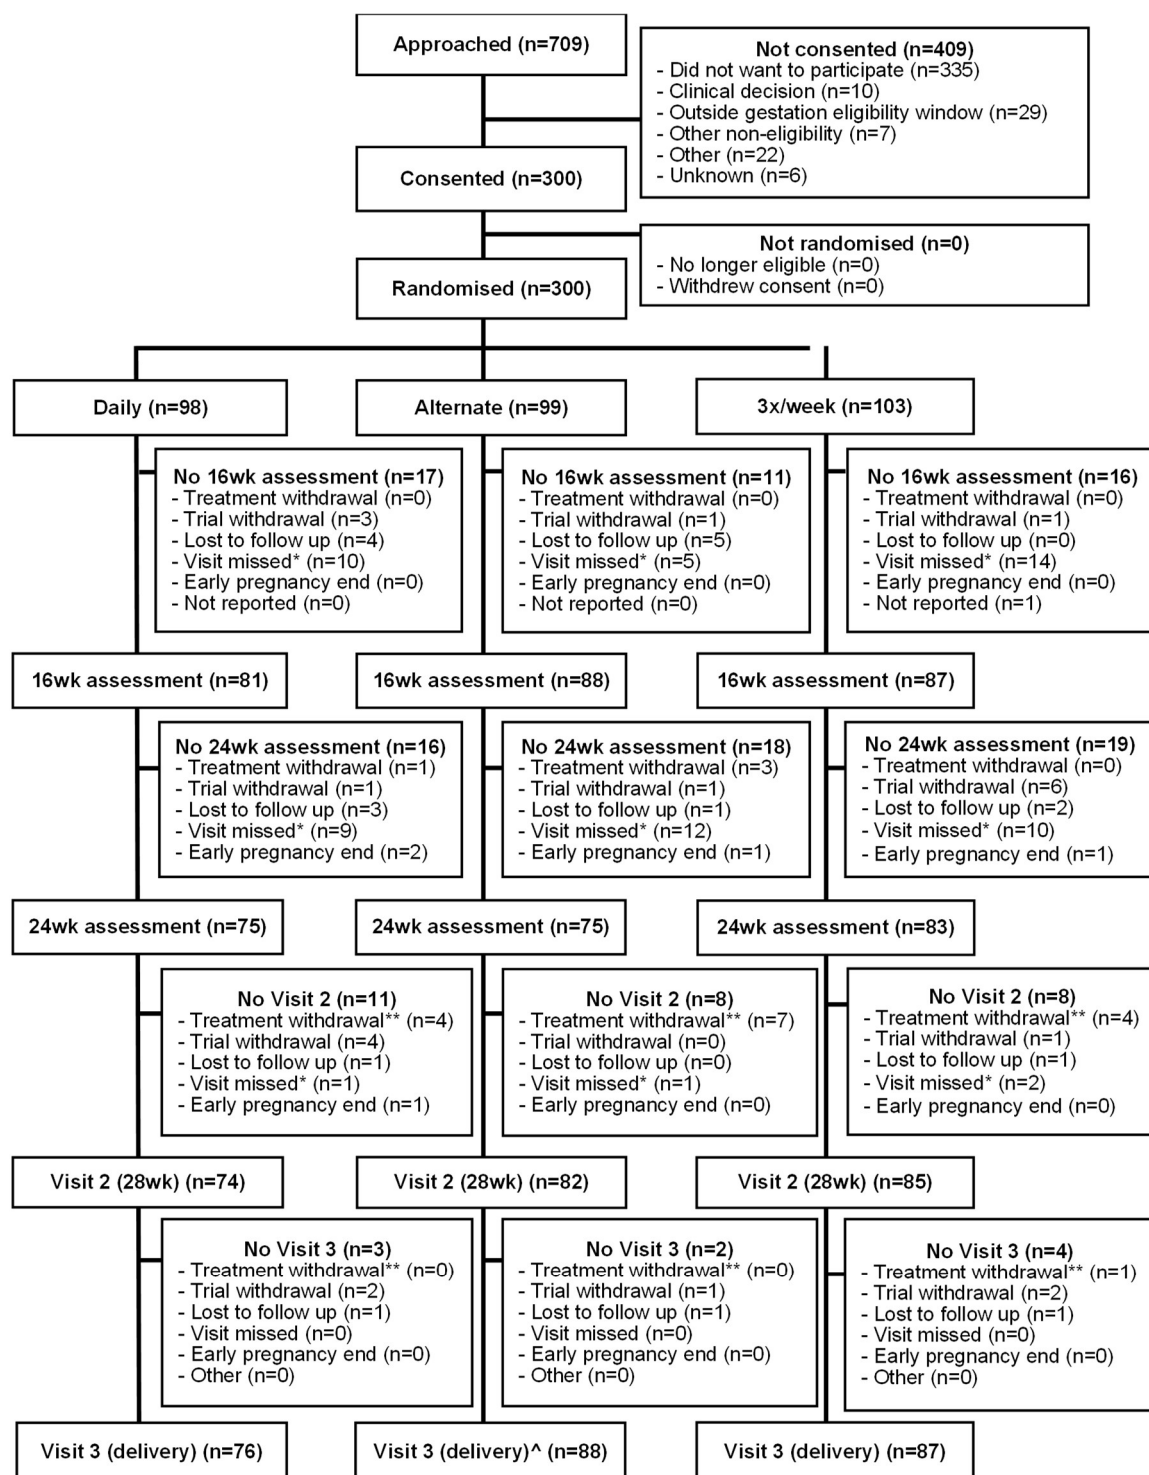 Approached (n=709)
Not consented (n=409)
- Did not want to participate (n=335)
- Clinical decision (n=10)
- Outside gestation eligibility window (n=29)
- Other non-eligibility (n=7)
- Other (n=22)
- Unknown (n=6)
Consented (n=300)
Not randomised (n=0)
- No longer eligible (n=0)
- Withdrew consent (n=0)
Randomised (n=300)
Daily (n=98)
Alternate (n=99)
3x/week (n=103)
No 16wk assessment (n=17)
- Treatment withdrawal (n=0)
- Trial withdrawal (n=3)
- Lost to follow up (n=4)
- Visit missed* (n=10)
- Early pregnancy end (n=0)
- Not reported (n=0)
No 16wk assessment (n=11)
- Treatment withdrawal (n=0)
- Trial withdrawal (n=1)
- Lost to follow up (n=5)
- Visit missed* (n=5)
- Early pregnancy end (n=0)
- Not reported (n=0)
No 16wk assessment (n=16)
- Treatment withdrawal (n=0)
- Trial withdrawal (n=1)
- Lost to follow up (n=0)
- Visit missed* (n=14)
- Early pregnancy end (n=0)
- Not reported (n=1)
16wk assessment (n=81)
16wk assessment (n=88)
16wk assessment (n=87)
No 24wk assessment (n=16)
- Treatment withdrawal (n=1)
- Trial withdrawal (n=1)
- Lost to follow up (n=3)
- Visit missed* (n=9)
- Early pregnancy end (n=2)
No 24wk assessment (n=18)
- Treatment withdrawal (n=3)
- Trial withdrawal (n=1)
- Lost to follow up (n=1)
- Visit missed* (n=12)
- Early pregnancy end (n=1)
No 24wk assessment (n=19)
- Treatment withdrawal (n=0)
- Trial withdrawal (n=6)
- Lost to follow up (n=2)
- Visit missed* (n=10)
- Early pregnancy end (n=1)
24wk assessment (n=75)
24wk assessment (n=75)
24wk assessment (n=83)
No Visit 2 (n=11)
- Treatment withdrawal** (n=4)
- Trial withdrawal (n=4)
- Lost to follow up (n=1)
- Visit missed* (n=1)
- Early pregnancy end (n=1)
No Visit 2 (n=8)
- Treatment withdrawal** (n=7)
- Trial withdrawal (n=0)
- Lost to follow up (n=0)
- Visit missed* (n=1)
- Early pregnancy end (n=0)
No Visit 2 (n=8)
- Treatment withdrawal** (n=4)
- Trial withdrawal (n=1)
- Lost to follow up (n=1)
- Visit missed* (n=2)
- Early pregnancy end (n=0)
Visit 2 (28wk) (n=74)
Visit 2 (28wk) (n=82)
Visit 2 (28wk) (n=85)
No Visit 3 (n=3)
- Treatment withdrawal** (n=0)
- Trial withdrawal (n=2)
- Lost to follow up (n=1)
- Visit missed (n=0)
- Early pregnancy end (n=0)
- Other (n=0)
No Visit 3 (n=2)
- Treatment withdrawal** (n=0)
- Trial withdrawal (n=1)
- Lost to follow up (n=1)
- Visit missed (n=0)
- Early pregnancy end (n=0)
- Other (n=0)
No Visit 3 (n=4)
- Treatment withdrawal** (n=1)
- Trial withdrawal (n=2)
- Lost to follow up (n=1)
- Visit missed (n=0)
- Early pregnancy end (n=0)
- Other (n=0)
Visit 3 (delivery) (n=76)
Visit 3 (delivery)^ (n=88)
Visit 3 (delivery) (n=87)